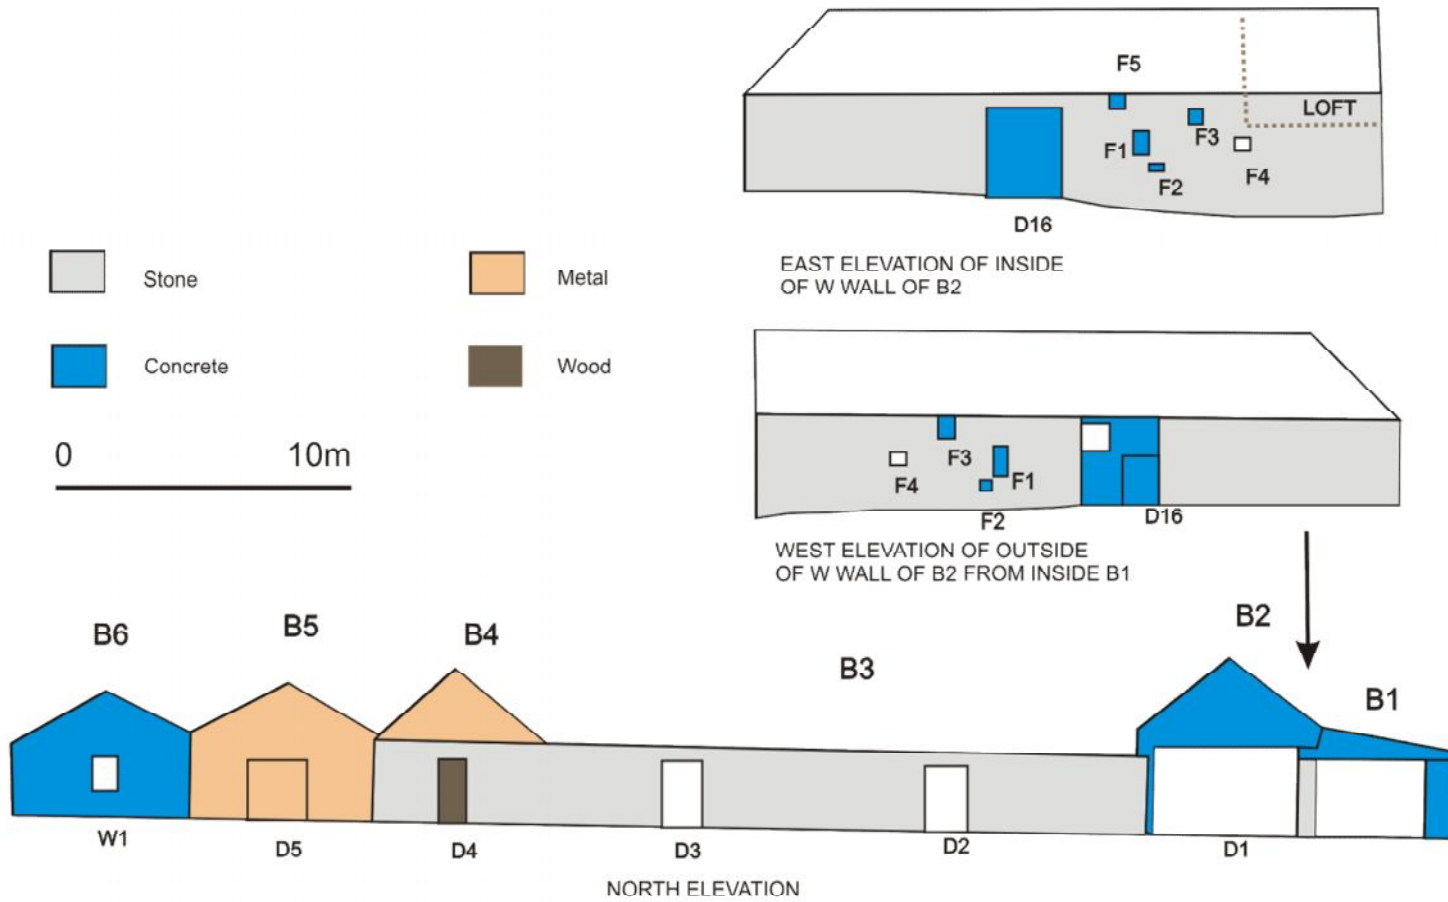 F5
LOFT
F3
F1
F4
F2
D16
EAST ELEVATION OF INSIDE
OF W WALL OF B2
Stone
Metal
Concrete
Wood
0 10m
F3
F4
F1
F2
D16
WEST ELEVATION OF OUTSIDE
OF W WALL OF B2 FROM INSIDE B1
B6
B5
B4
B3
B2
B1
W1
D5
D4
D3
D2
D1
NORTH ELEVATION